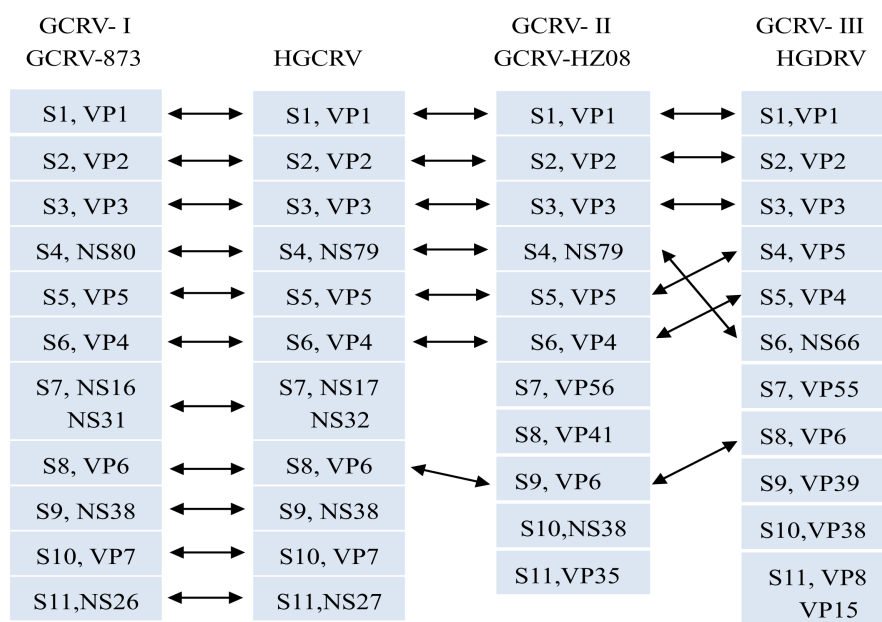 GCRV- I
GCRV-873
S1, VP1
S2, VP2
S3, VP3
S4, NS80
S5, VP5
S6, VP4
S7, NS16
NS31
S8, VP6
S9, NS38
S10, VP7
S11,NS26
HGCRV
S1, VP1
S2, VP2
S3, VP3
S4, NS79
S5, VP5
S6, VP4
S7, NS17
NS32
S8, VP6
S9, NS38
S10, VP7
S11,NS27
GCRV- II
GCRV-HZ08
S1, VP1
S2, VP2
S3, VP3
S4, NS79
S5, VP5
S6, VP4
S7, VP56
S8, VP41
S9, VP6
S10,NS38
S11,VP35
GCRV- III
HGDRV
S1,VP1
S2, VP2
S3, VP3
S4, VP5
S5, VP4
S6, NS66
S7, VP55
S8, VP6
S9, VP39
S10,VP38
S11, VP8
VP15